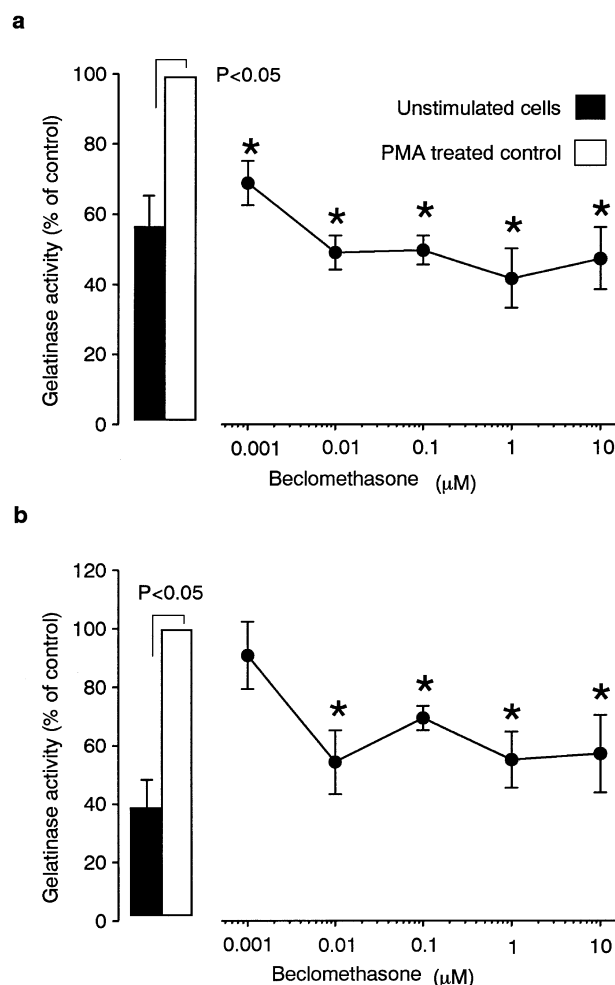 a
P<0.05
Unstimulated cells
PMA treated control
Gelatinase activity (% of control)
100
80
60
40
20
0
*
*
*
*
*
0.001 0.01 0.1 1 10
Beclomethasone (μM)
b
P<0.05
Gelatinase activity (% of control)
120
100
80
60
40
20
0
*
*
*
*
0.001 0.01 0.1 1 10
Beclomethasone (μM)